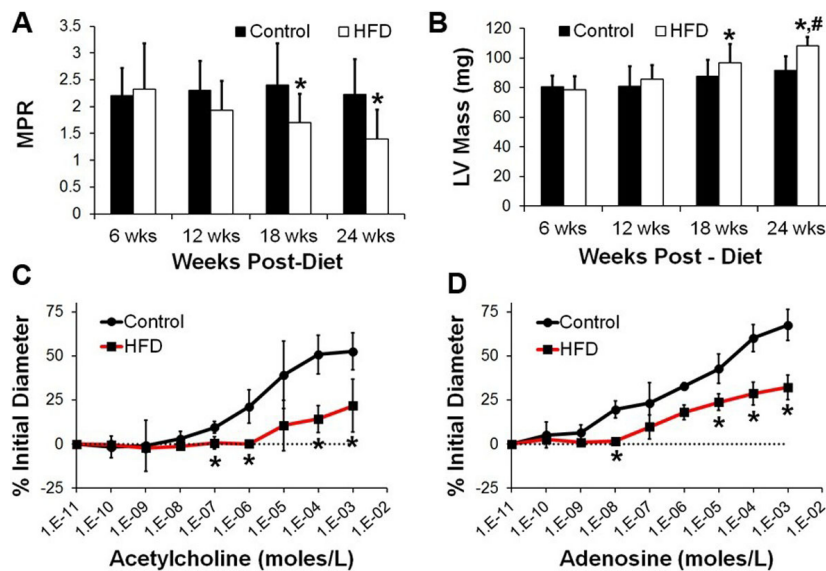 A
Control HFD
3.5
3
2.5
2
1.5
1
0.5
0
MPR
* *
6 wks 12 wks 18 wks 24 wks
Weeks Post-Diet
B
Control HFD
120
100
80
60
40
20
0
LV Mass (mg)
* *,#
6 wks 12 wks 18 wks 24 wks
Weeks Post - Diet
C
Control
HFD
75
50
25
0
-25
% Initial Diameter
* * * *
1.E-11 1.E-10 1.E-09 1.E-08 1.E-07 1.E-06 1.E-05 1.E-04 1.E-03 1.E-02
Acetylcholine (moles/L)
D
Control
HFD
75
50
25
0
-25
% Initial Diameter
* * * *
1.E-11 1.E-10 1.E-09 1.E-08 1.E-07 1.E-06 1.E-05 1.E-04 1.E-03 1.E-02
Adenosine (moles/L)